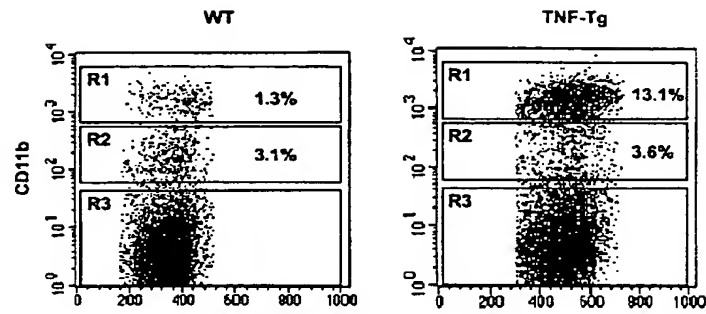 WT
TNF-Tg
CD11b
10⁴
10³
10²
10¹
10⁰
R1
1.3%
R2
3.1%
R3
0 200 400 600 800 1000
10⁴
10³
10²
10¹
10⁰
R1
13.1%
R2
3.6%
R3
0 200 400 600 800 1000